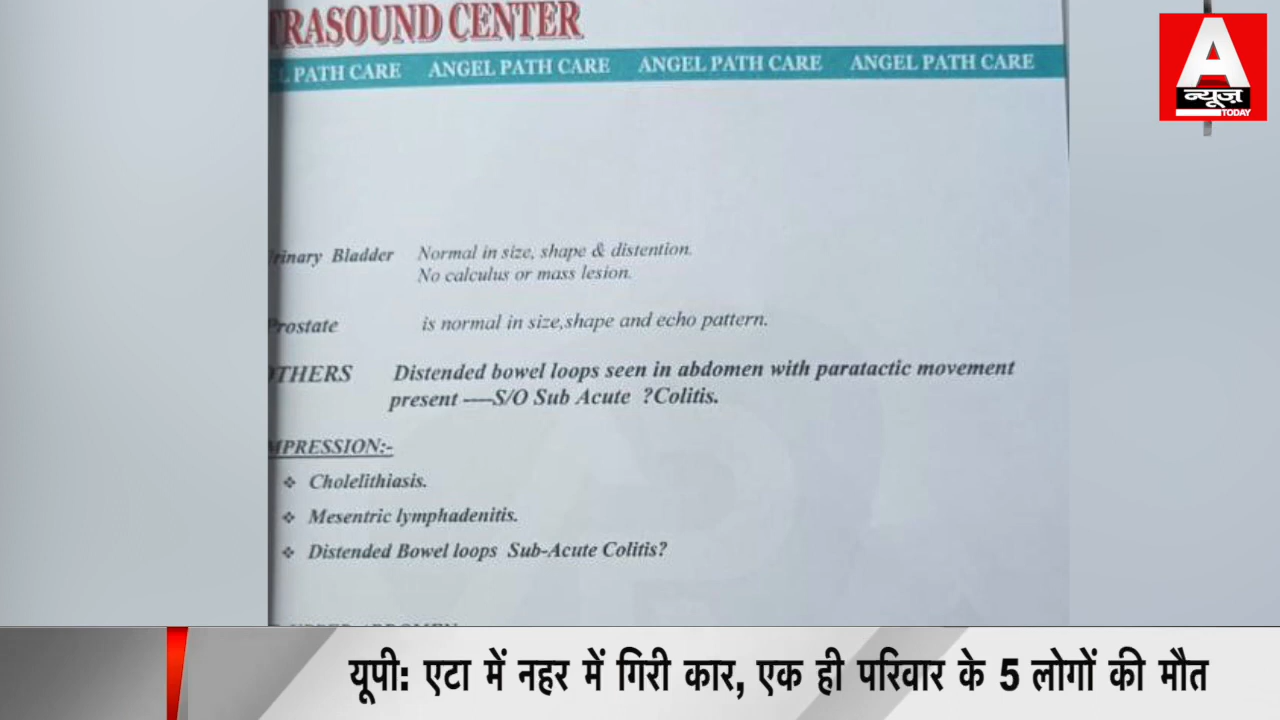 TRASOUND CENTER
L PATH CARE ANGEL PATH CARE ANGEL PATH CARE ANGEL PATH CARE
A
न्यूज़
TODAY
rinary Bladder Normal in size, shape & distention.
No calculus or mass lesion.
Prostate is normal in size,shape and echo pattern.
OTHERS Distended bowel loops seen in abdomen with paratactic movement
present ----S/O Sub Acute ?Colitis.
MPRESSION:-
❖ Cholelithiasis.
❖ Mesentric lymphadenitis.
❖ Distended Bowel loops Sub-Acute Colitis?
यूपी: एटा में नहर में गिरी कार, एक ही परिवार के 5 लोगों की मौत